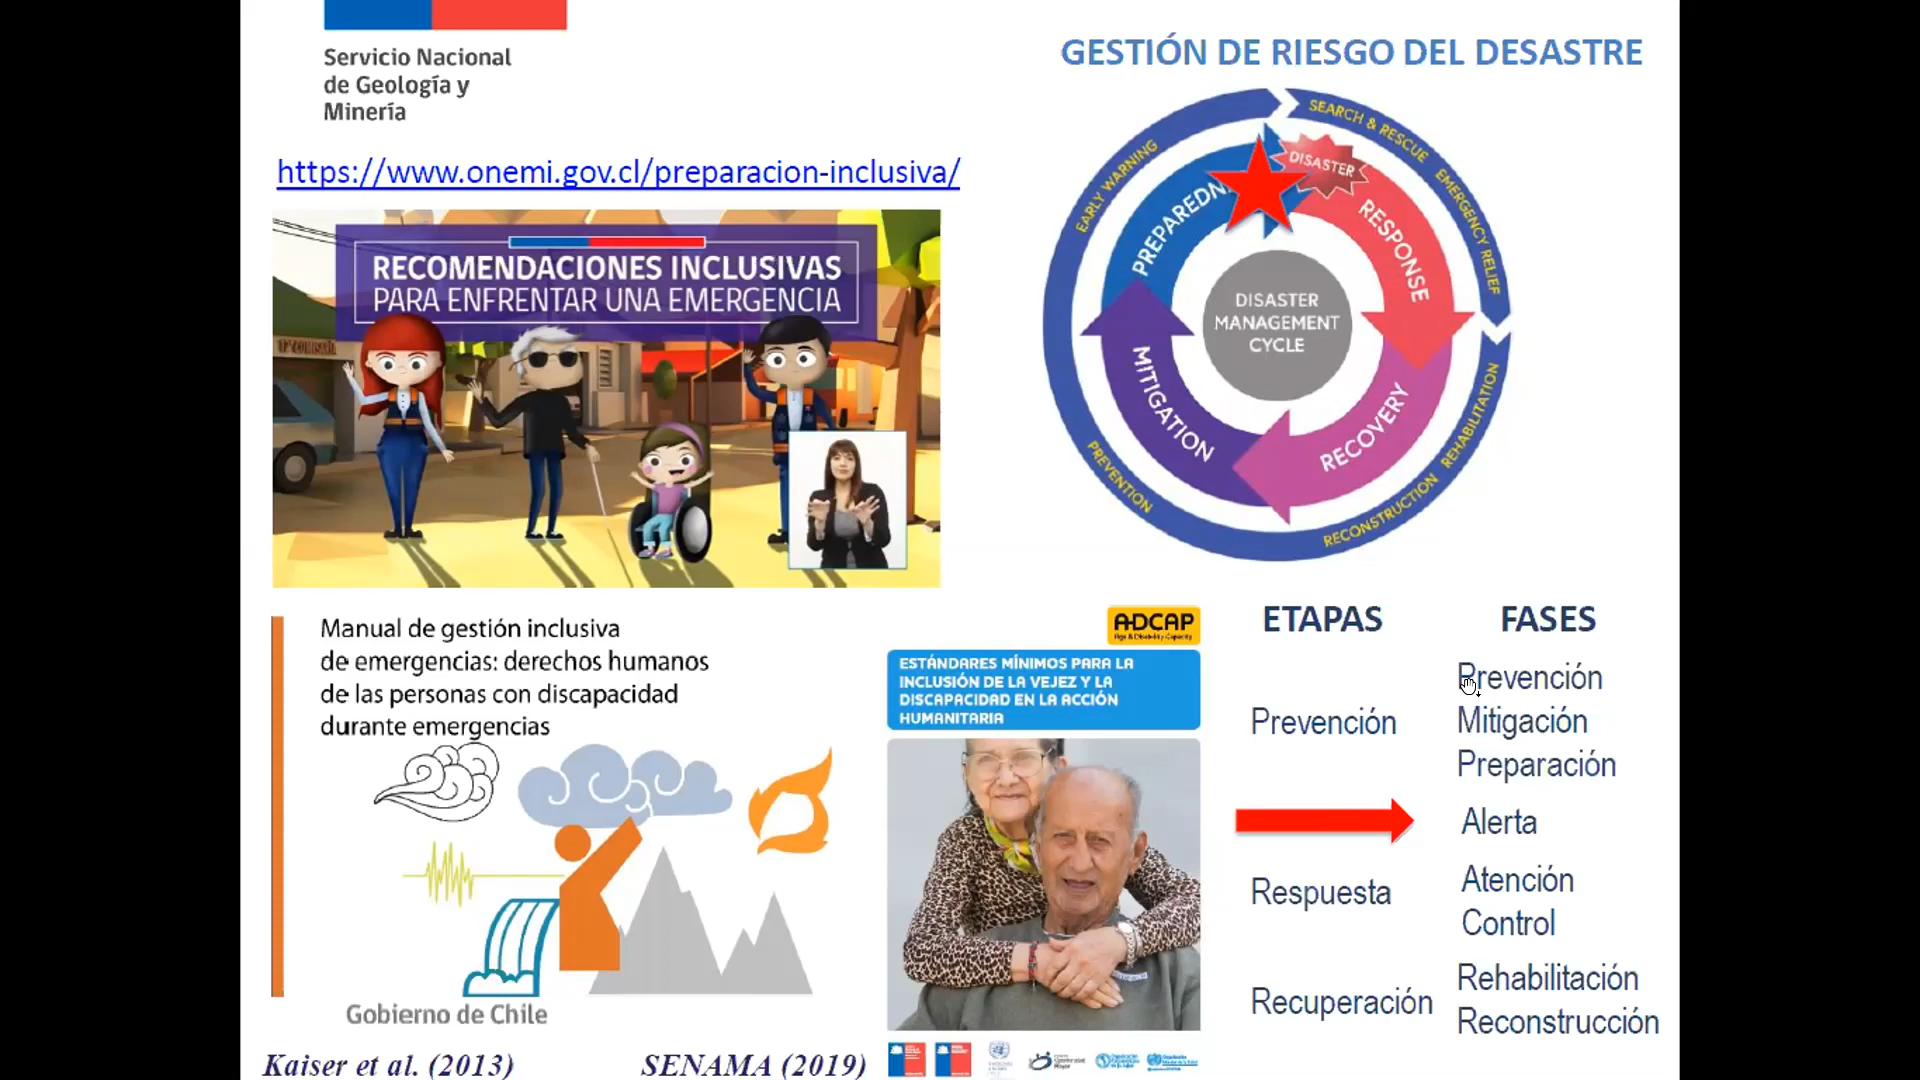 Servicio Nacional
de Geología y
Minería
https://www.onemi.gov.cl/preparacion-inclusiva/
RECOMENDACIONES INCLUSIVAS
PARA ENFRENTAR UNA EMERGENCIA
GESTIÓN DE RIESGO DEL DESASTRE
EARLY WARNING
SEARCH & RESCUE
EMERGENCY RELIEF
DISASTER
RESPONSE
DISASTER
MANAGEMENT
CYCLE
MITIGATION
RECOVERY
PREVENTION
RECONSTRUCTION
REHABILITATION
Manual de gestión inclusiva
de emergencias: derechos humanos
de las personas con discapacidad
durante emergencias
Gobierno de Chile
Kaiser et al. (2013)
SENAMA (2019)
ADCAP
Age & Disability Capacity
ESTÁNDARES MÍNIMOS PARA LA
INCLUSIÓN DE LA VEJEZ Y LA
DISCAPACIDAD EN LA ACCIÓN
HUMANITARIA
ETAPAS
FASES
Prevención
Prevención
Mitigación
Preparación
Alerta
Respuesta
Atención
Control
Recuperación
Rehabilitación
Reconstrucción